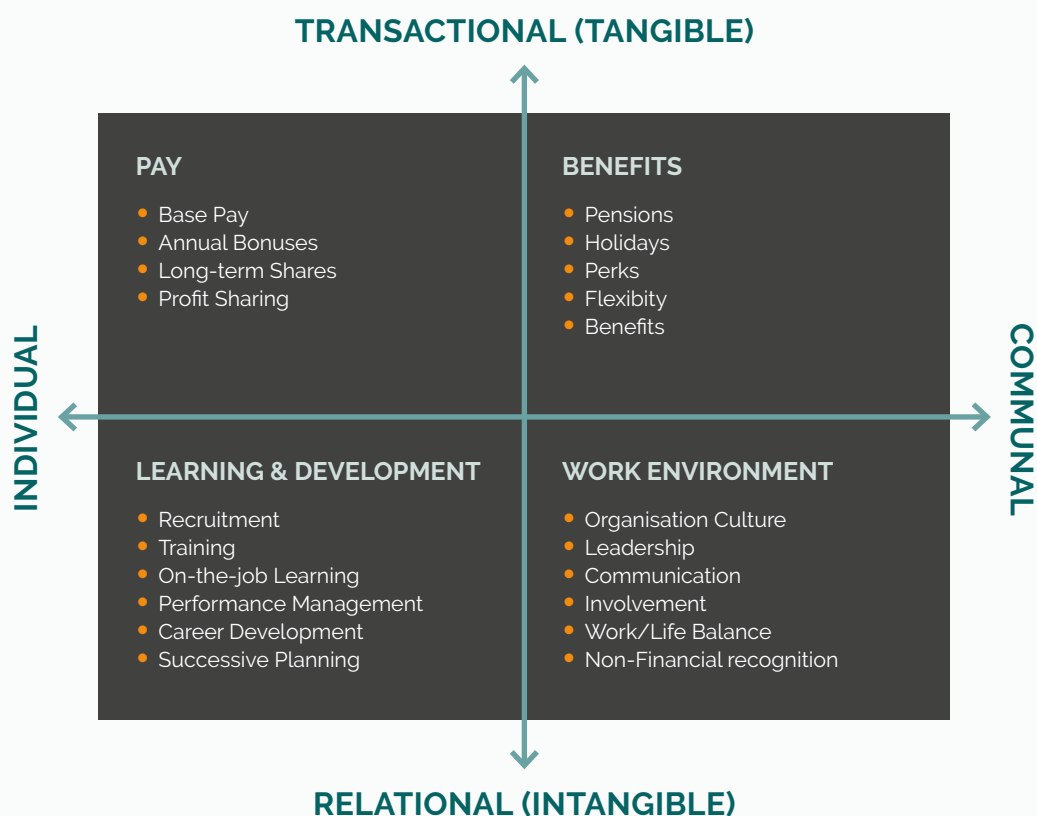 TRANSACTIONAL (TANGIBLE)
INDIVIDUAL
COMMUNAL
PAY
Base Pay
Annual Bonuses
Long-term Shares
Profit Sharing
BENEFITS
Pensions
Holidays
Perks
Flexibity
Benefits
LEARNING & DEVELOPMENT
Recruitment
Training
On-the-job Learning
Performance Management
Career Development
Successive Planning
WORK ENVIRONMENT
Organisation Culture
Leadership
Communication
Involvement
Work/Life Balance
Non-Financial recognition
RELATIONAL (INTANGIBLE)